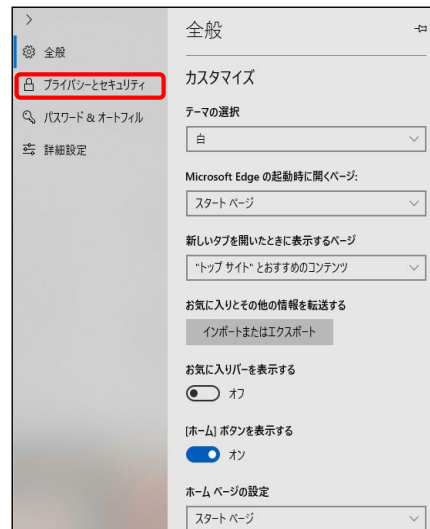 全般
プライバシーとセキュリティ
パスワード & オートフィル
詳細設定
全般
カスタマイズ
テーマの選択
白
Microsoft Edge の起動時に開くページ:
スタート ページ
新しいタブを開いたときに表示するページ
"トップ サイト" とおすすめのコンテンツ
お気に入りとその他の情報を転送する
インポートまたはエクスポート
お気に入りバーを表示する
オフ
[ホーム] ボタンを表示する
オン
ホーム ページの設定
スタート ページ